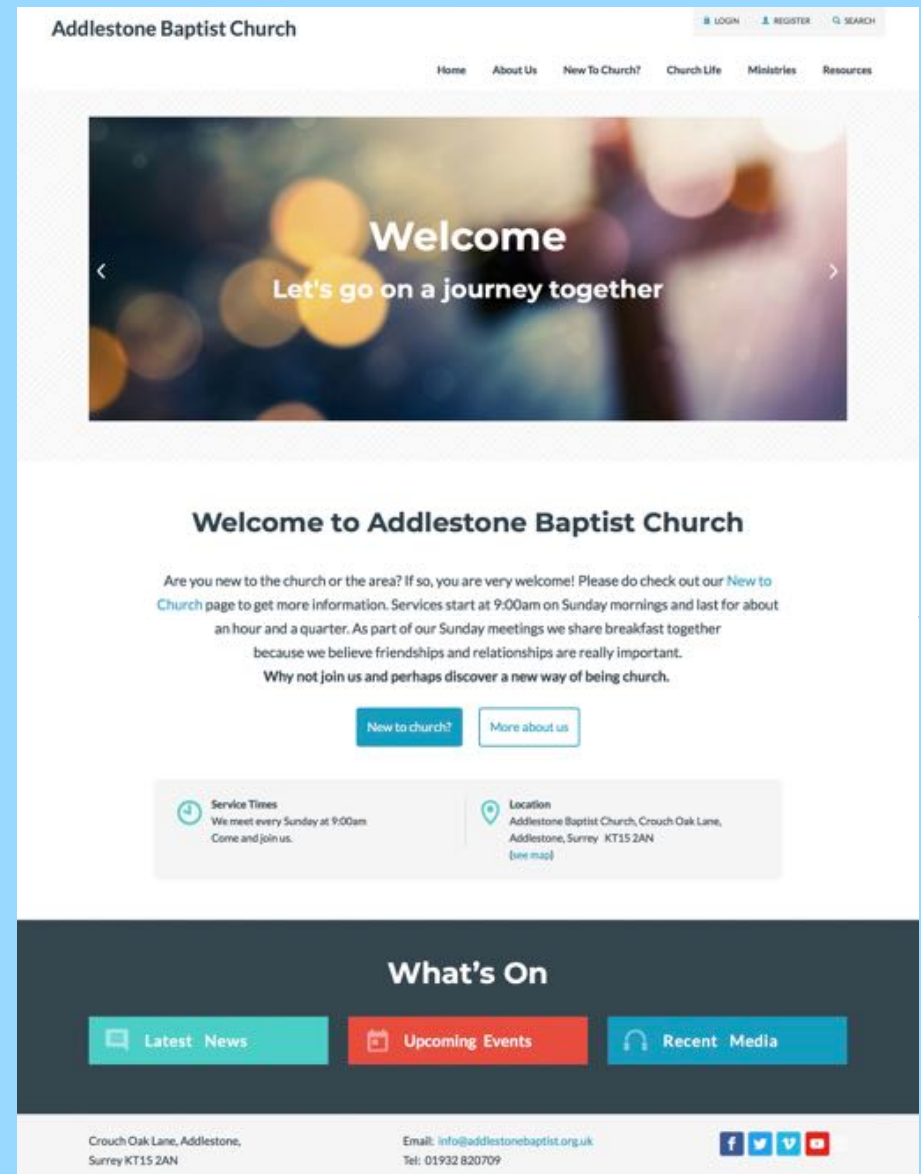 Addlestone Baptist Church
LOGIN REGISTER SEARCH
Home About Us New To Church? Church Life Ministries Resources
Welcome
Let's go on a journey together
Welcome to Addlestone Baptist Church
Are you new to the church or the area? If so, you are very welcome! Please do check out our New to
Church page to get more information. Services start at 9:00am on Sunday mornings and last for about
an hour and a quarter. As part of our Sunday meetings we share breakfast together
because we believe friendships and relationships are really important.
Why not join us and perhaps discover a new way of being church.
New to church? More about us
Service Times
We meet every Sunday at 9:00am
Come and join us.
Location
Addlestone Baptist Church, Crouch Oak Lane,
Addlestone, Surrey KT15 2AN
(see map)
What's On
Latest News Upcoming Events Recent Media
Crouch Oak Lane, Addlestone,
Surrey KT15 2AN
Email: info@addlestonebaptist.org.uk
Tel: 01932 820709